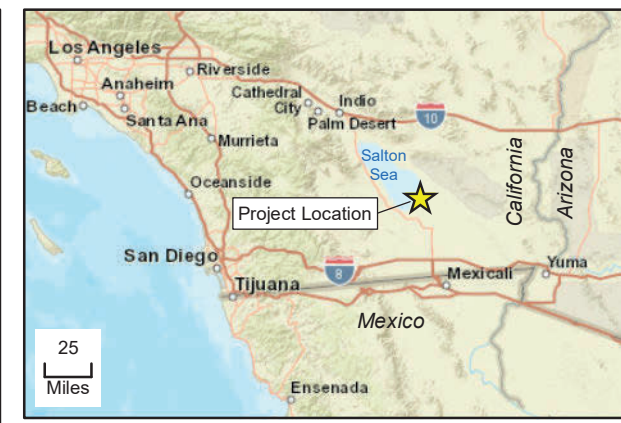 Los Angeles
Riverside
Anaheim
Cathedral
City
Indio
Beach
Santa Ana
Palm Desert
10
Murrieta
Salton
Sea
California
Arizona
Oceanside
Project Location
San Diego
8
Yuma
Tijuana
Mexicali
Mexico
25
Miles
Ensenada